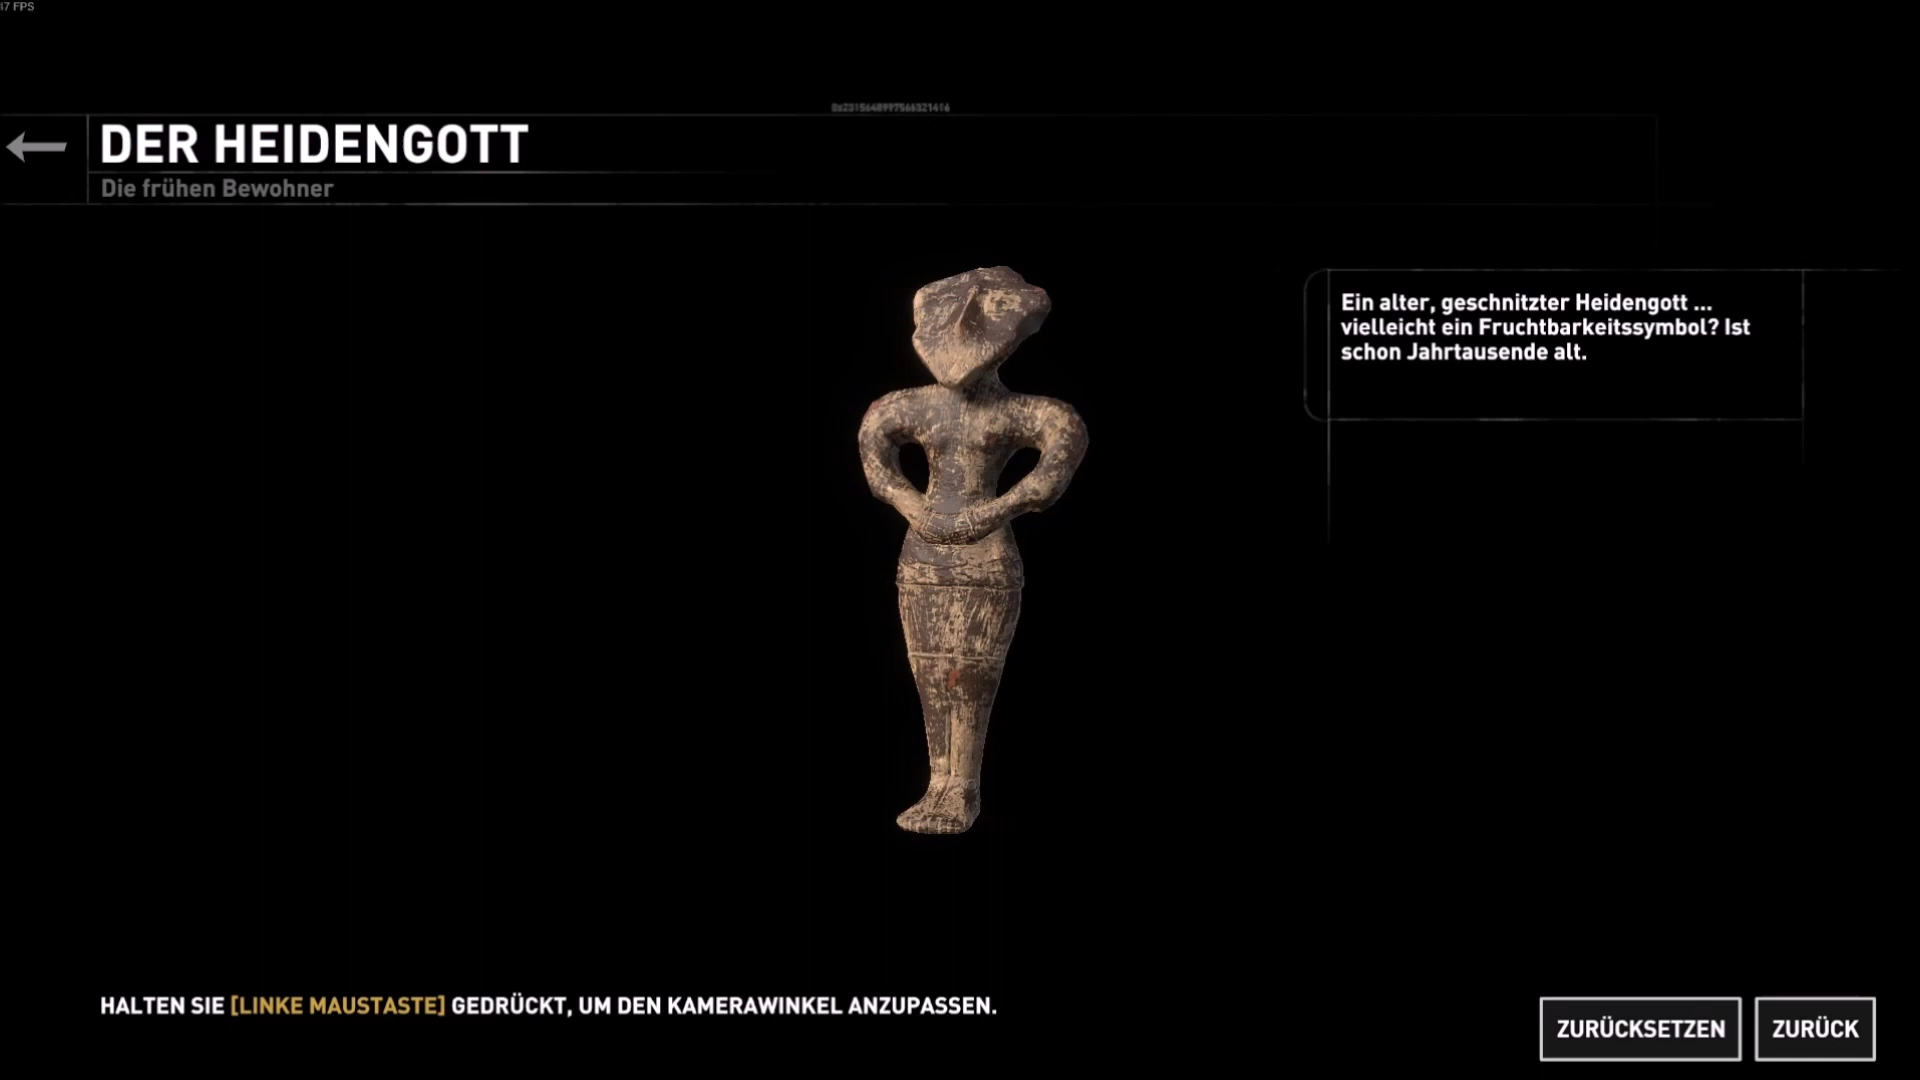 DER HEIDENGOTT
Die frühen Bewohner
Ein alter, geschnitzter Heidengott ...
vielleicht ein Fruchtbarkeitssymbol? Ist
schon Jahrtausende alt.
HALTEN SIE [LINKE MAUSTASTE] GEDRÜCKT, UM DEN KAMERAWINKEL ANZUPASSEN.
ZURÜCKSETZEN
ZURÜCK